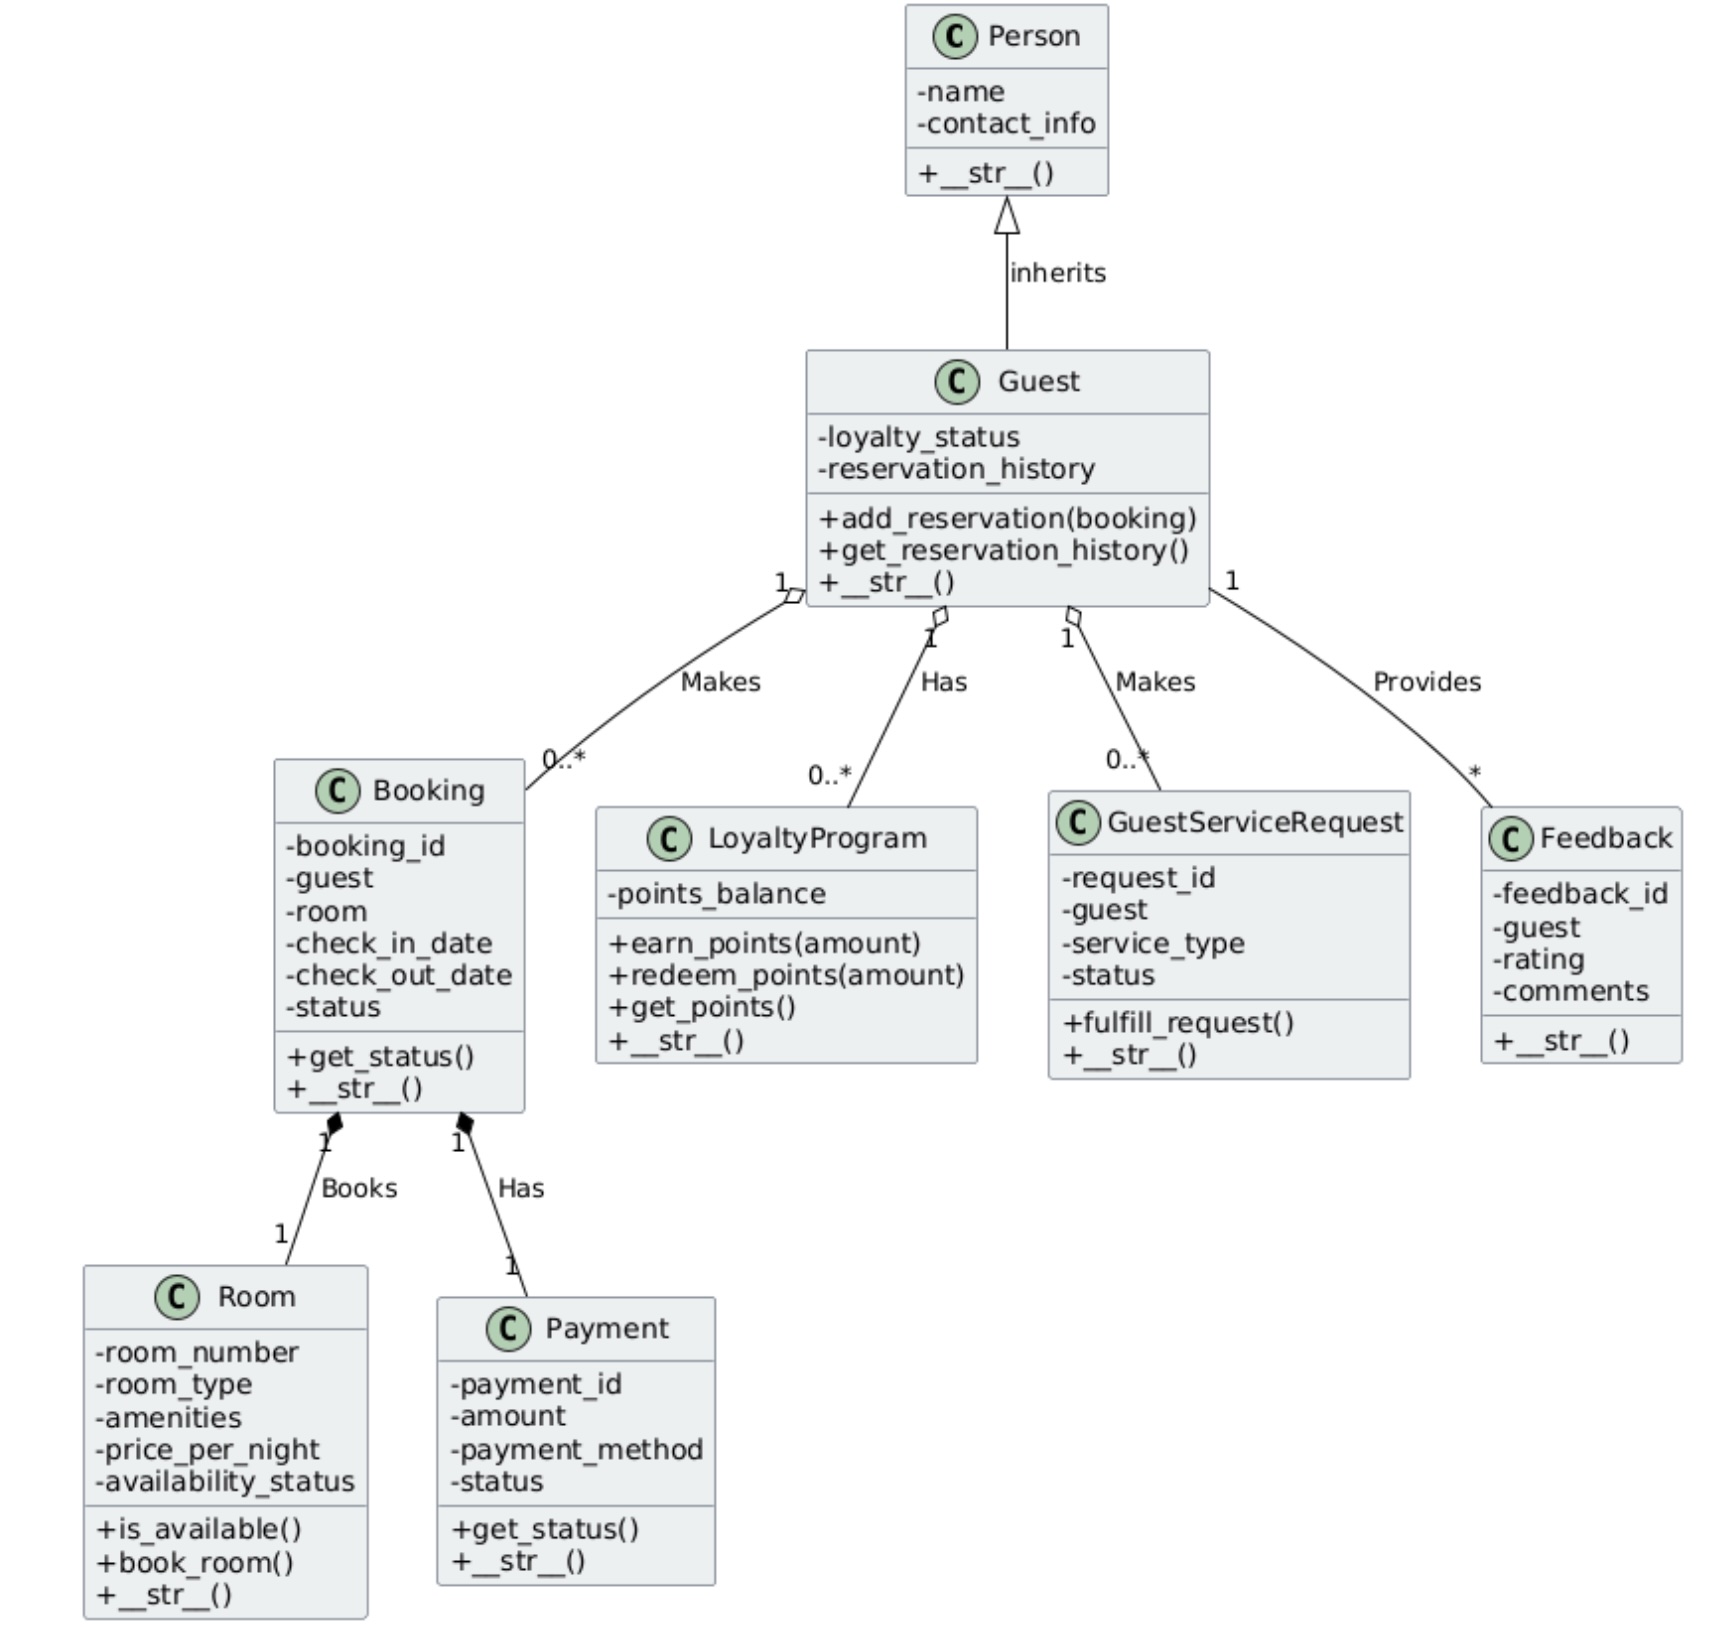 C Person
-name
-contact_info
+__str__()
inherits
C Guest
-loyalty_status
-reservation_history
+add_reservation(booking)
+get_reservation_history()
+__str__()
1
1
1
1
Makes
Has
Makes
Provides
0..*
0..*
0..*
*
C Booking
-booking_id
-guest
-room
-check_in_date
-check_out_date
-status
+get_status()
+__str__()
C LoyaltyProgram
-points_balance
+earn_points(amount)
+redeem_points(amount)
+get_points()
+__str__()
C GuestServiceRequest
-request_id
-guest
-service_type
-status
+fulfill_request()
+__str__()
C Feedback
-feedback_id
-guest
-rating
-comments
+__str__()
1
1
Books
Has
1
1
C Room
-room_number
-room_type
-amenities
-price_per_night
-availability_status
+is_available()
+book_room()
+__str__()
C Payment
-payment_id
-amount
-payment_method
-status
+get_status()
+__str__()